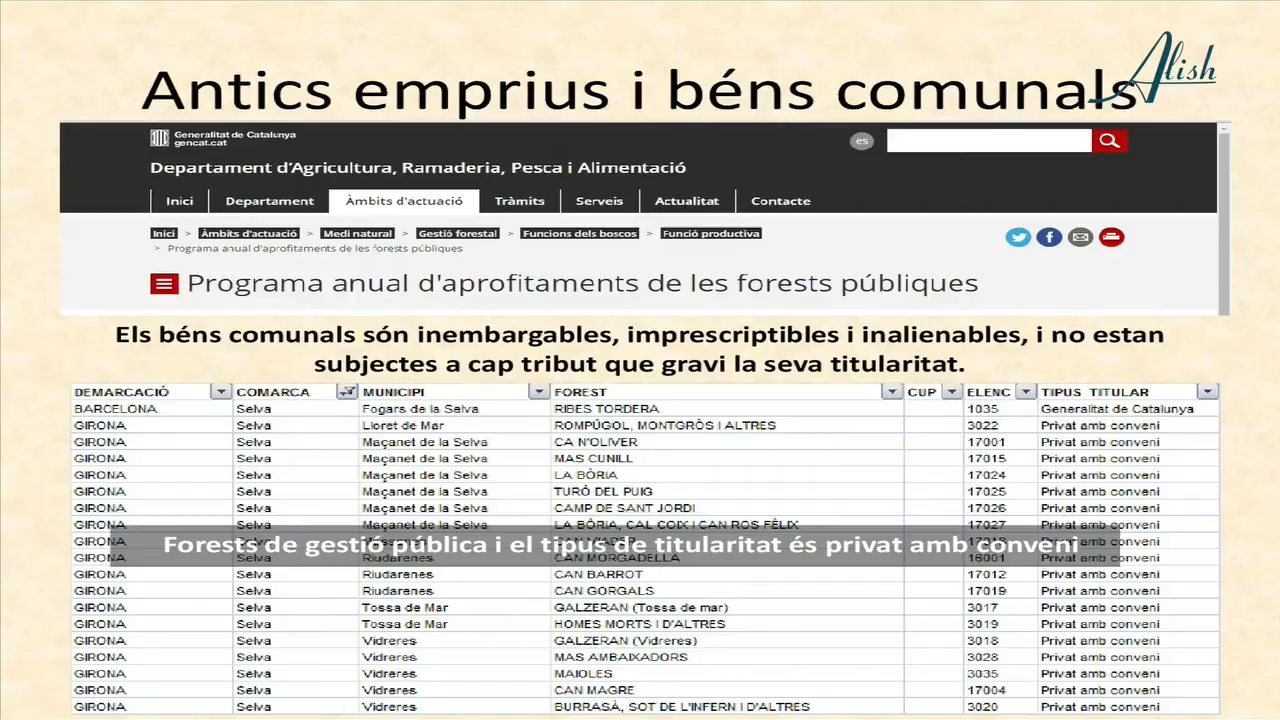 Alish
Antics emprius i béns comunals
Generalitat de Catalunya
gencat.cat
es
Departament d'Agricultura, Ramaderia, Pesca i Alimentació
Inici Departament Àmbits d'actuació Tràmits Serveis Actualitat Contacte
Inici > Àmbits d'actuació > Medi natural > Gestió forestal > Funcions dels boscos > Funció productiva
> Programa anual d'aprofitaments de les forests públiques
Programa anual d'aprofitaments de les forests públiques
Els béns comunals són inembargables, imprescriptibles i inalienables, i no estan
subjectes a cap tribut que gravi la seva titularitat.
DEMARCACIÓ COMARCA MUNICIPI FOREST CUP ELENC TIPUS TITULAR
BARCELONA Selva Fogars de la Selva RIBES TORDERA 1035 Generalitat de Catalunya
GIRONA Selva Lloret de Mar ROMPÚGOL, MONTGRÒS I ALTRES 3022 Privat amb conveni
GIRONA Selva Maçanet de la Selva CA N'OLIVER 17001 Privat amb conveni
GIRONA Selva Maçanet de la Selva MAS CUNILL 17015 Privat amb conveni
GIRONA Selva Maçanet de la Selva LA BÒRIA 17024 Privat amb conveni
GIRONA Selva Maçanet de la Selva TURÓ DEL PUIG 17025 Privat amb conveni
GIRONA Selva Maçanet de la Selva CAMP DE SANT JORDI 17026 Privat amb conveni
GIRONA Selva Maçanet de la Selva LA BÒRIA, CAL COIX I CAN ROS FÈLIX 17027 Privat amb conveni
GIRONA Selva Privat amb conveni
Forests de gestió pública i el tipus de titularitat és privat amb conveni
GIRONA Selva Riudarenes CAN MORGADELLA 16001 Privat amb conveni
GIRONA Selva Riudarenes CAN BARROT 17012 Privat amb conveni
GIRONA Selva Riudarenes CAN GORGALS 17019 Privat amb conveni
GIRONA Selva Tossa de Mar GALZERAN (Tossa de mar) 3017 Privat amb conveni
GIRONA Selva Tossa de Mar HOMES MORTS I D'ALTRES 3019 Privat amb conveni
GIRONA Selva Vidreres GALZERAN (Vidreres) 3018 Privat amb conveni
GIRONA Selva Vidreres MAS AMBAIXADORS 3028 Privat amb conveni
GIRONA Selva Vidreres MAIOLES 3035 Privat amb conveni
GIRONA Selva Vidreres CAN MAGRE 17004 Privat amb conveni
GIRONA Selva Vidreres BURRASÀ, SOT DE L'INFERN I D'ALTRES 3020 Privat amb conveni